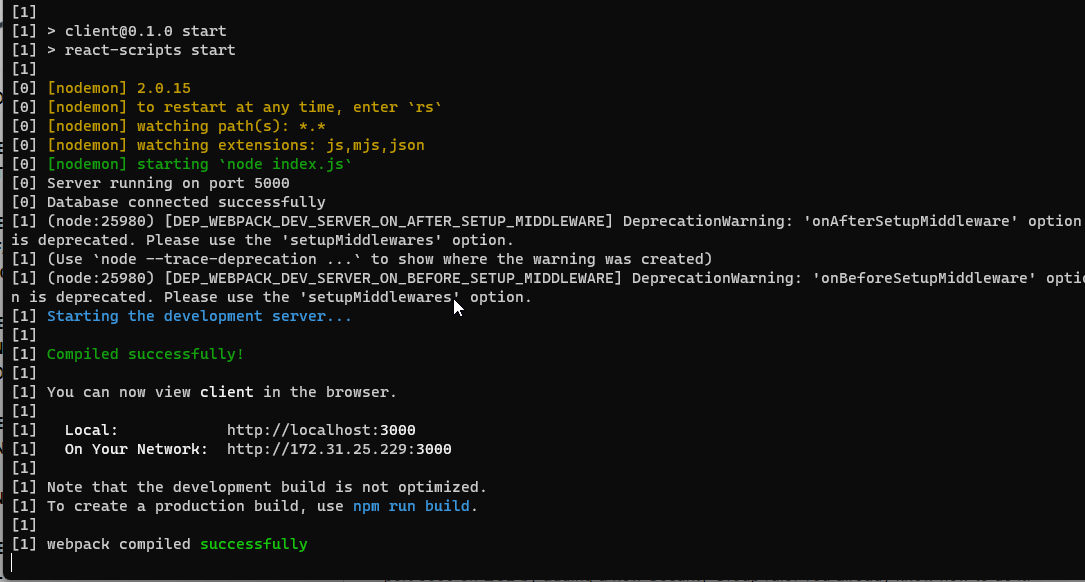 [1]
[1] > client@0.1.0 start
[1] > react-scripts start
[1]
[0] [nodemon] 2.0.15
[0] [nodemon] to restart at any time, enter `rs`
[0] [nodemon] watching path(s): *.*
[0] [nodemon] watching extensions: js,mjs,json
[0] [nodemon] starting `node index.js`
[0] Server running on port 5000
[0] Database connected successfully
[1] (node:25980) [DEP_WEBPACK_DEV_SERVER_ON_AFTER_SETUP_MIDDLEWARE] DeprecationWarning: 'onAfterSetupMiddleware' option
is deprecated. Please use the 'setupMiddlewares' option.
[1] (Use `node --trace-deprecation ...` to show where the warning was created)
[1] (node:25980) [DEP_WEBPACK_DEV_SERVER_ON_BEFORE_SETUP_MIDDLEWARE] DeprecationWarning: 'onBeforeSetupMiddleware' optio
n is deprecated. Please use the 'setupMiddlewares' option.
[1] Starting the development server...
[1]
[1] Compiled successfully!
[1]
[1] You can now view client in the browser.
[1]
[1]   Local:            http://localhost:3000
[1]   On Your Network:  http://172.31.25.229:3000
[1]
[1] Note that the development build is not optimized.
[1] To create a production build, use npm run build.
[1]
[1] webpack compiled successfully